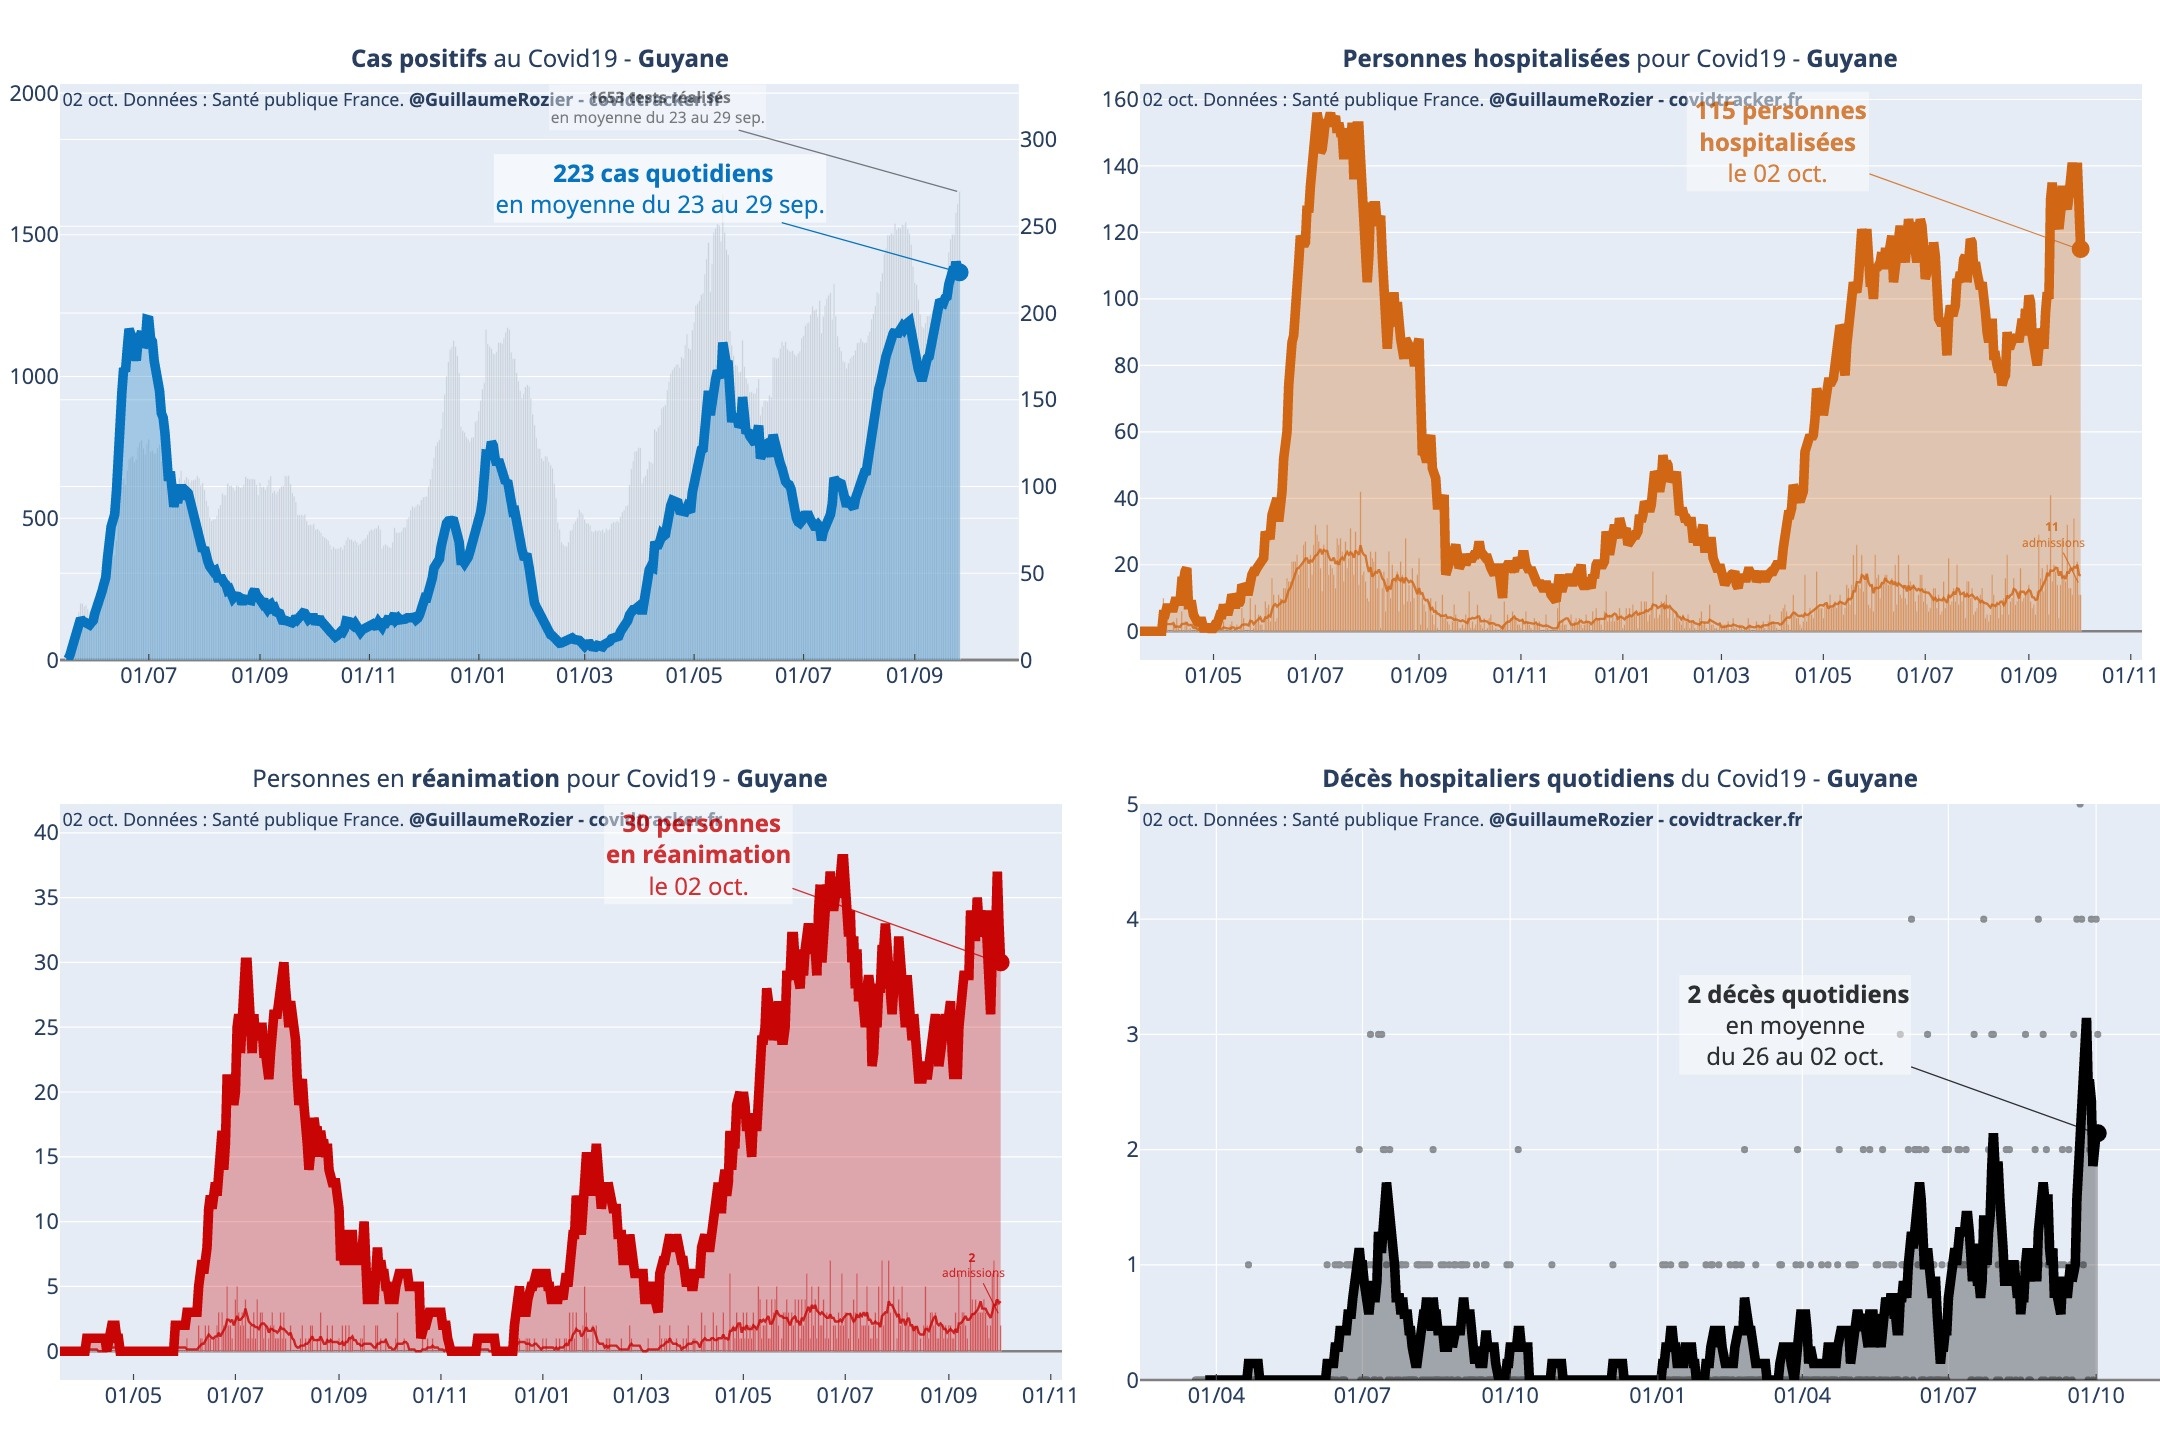 Cas positifs au Covid19 - Guyane
02 oct. Données : Santé publique France. @GuillaumeRozier - covidtracker.fr
1653 tests réalisés
en moyenne du 23 au 29 sep.
223 cas quotidiens
en moyenne du 23 au 29 sep.
2000
1500
1000
500
0
300
250
200
150
100
50
0
01/07 01/09 01/11 01/01 01/03 01/05 01/07 01/09
Personnes hospitalisées pour Covid19 - Guyane
02 oct. Données : Santé publique France. @GuillaumeRozier - covidtracker.fr
115 personnes
hospitalisées
le 02 oct.
160
140
120
100
80
60
40
20
0
11
admissions
01/05 01/07 01/09 01/11 01/01 01/03 01/05 01/07 01/09 01/11
Personnes en réanimation pour Covid19 - Guyane
02 oct. Données : Santé publique France. @GuillaumeRozier - covidtracker.fr
30 personnes
en réanimation
le 02 oct.
40
35
30
25
20
15
10
5
0
2
admissions
01/05 01/07 01/09 01/11 01/01 01/03 01/05 01/07 01/09 01/11
Décès hospitaliers quotidiens du Covid19 - Guyane
02 oct. Données : Santé publique France. @GuillaumeRozier - covidtracker.fr
2 décès quotidiens
en moyenne
du 26 au 02 oct.
5
4
3
2
1
0
01/04 01/07 01/10 01/01 01/04 01/07 01/10